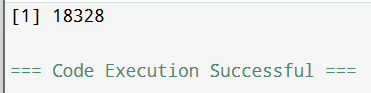 [1] 18328
=== Code Execution Successful ===